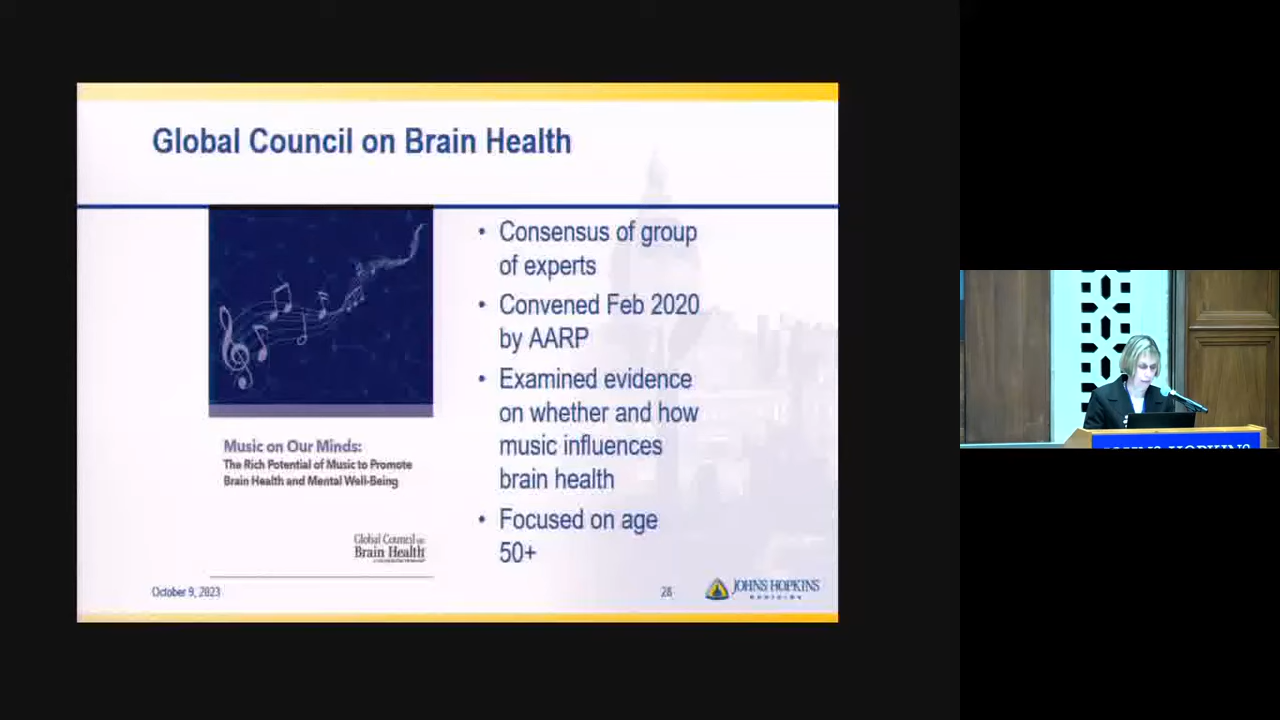 Global Council on Brain Health
• Consensus of group
of experts
• Convened Feb 2020
by AARP
• Examined evidence
on whether and how
music influences
brain health
• Focused on age
50+
Music on Our Minds:
The Rich Potential of Music to Promote
Brain Health and Mental Well-Being
Global Council on
Brain Health
October 9, 2023
28
JOHNS HOPKINS
MEDICINE
JOHNS HOPKINS